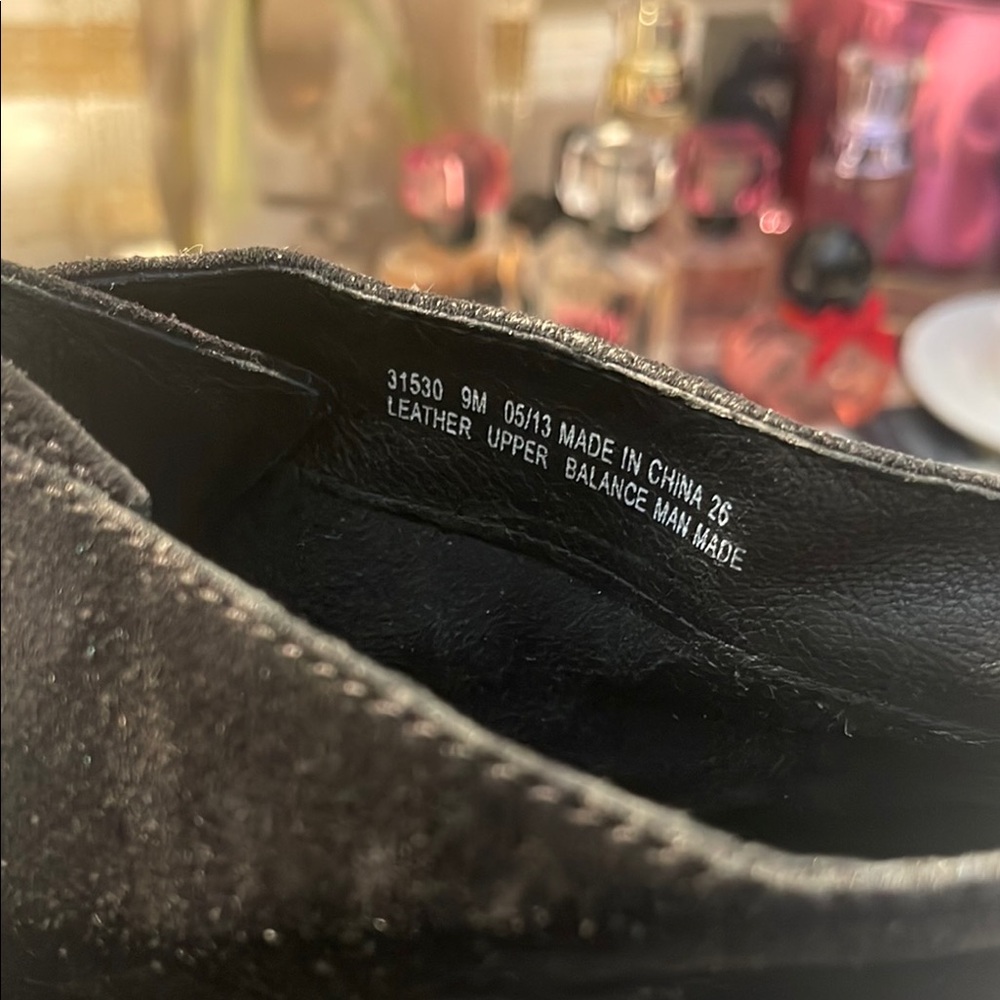 31530 9M 05/13 MADE IN CHINA 26
LEATHER UPPER BALANCE MAN MADE